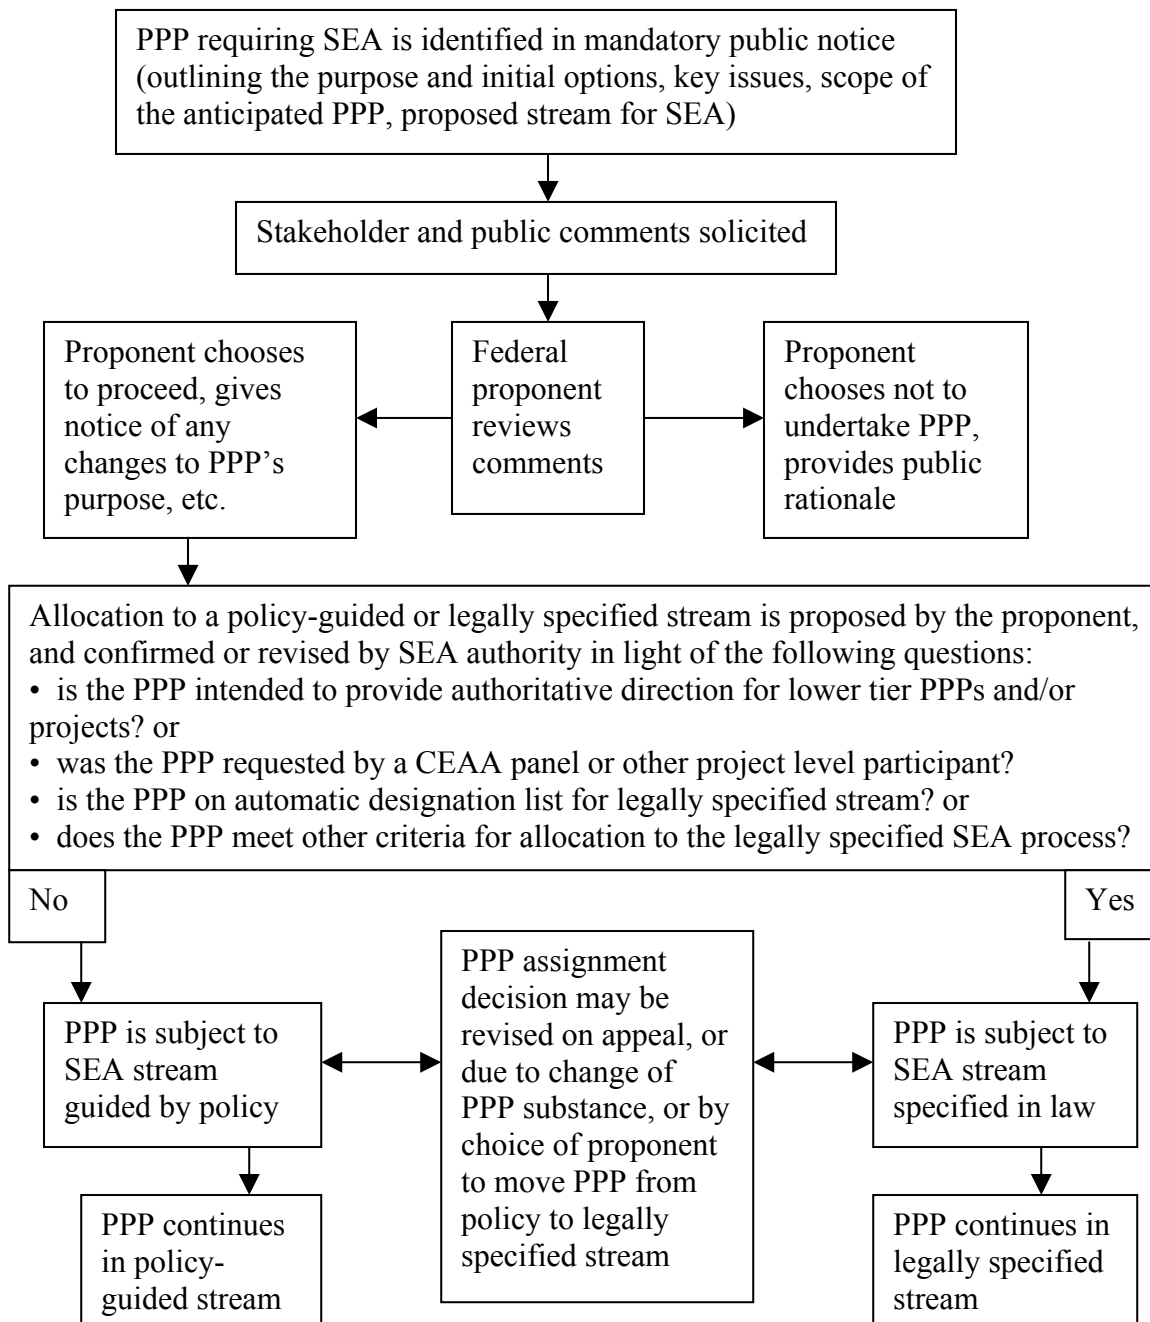 PPP requiring SEA is identified in mandatory public notice
(outlining the purpose and initial options, key issues, scope of
the anticipated PPP, proposed stream for SEA)
Stakeholder and public comments solicited
Proponent chooses
to proceed, gives
notice of any
changes to PPP’s
purpose, etc.
Federal
proponent
reviews
comments
Proponent
chooses not to
undertake PPP,
provides public
rationale
Allocation to a policy-guided or legally specified stream is proposed by the proponent,
and confirmed or revised by SEA authority in light of the following questions:
• is the PPP intended to provide authoritative direction for lower tier PPPs and/or
projects? or
• was the PPP requested by a CEAA panel or other project level participant?
• is the PPP on automatic designation list for legally specified stream? or
• does the PPP meet other criteria for allocation to the legally specified SEA process?
No
Yes
PPP is subject to
SEA stream
guided by policy
PPP assignment
decision may be
revised on appeal, or
due to change of
PPP substance, or by
choice of proponent
to move PPP from
policy to legally
specified stream
PPP is subject to
SEA stream
specified in law
PPP continues
in policy-
guided stream
PPP continues in
legally specified
stream